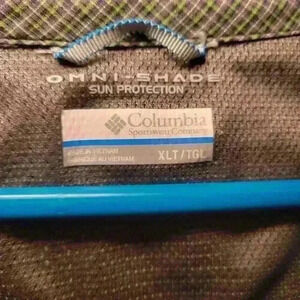 OMNI-SHADE
SUN PROTECTION
Columbia
Sportswear Company
MADE IN VIETNAM
FABRIQUÉ AU VIETNAM
XLT / TGL